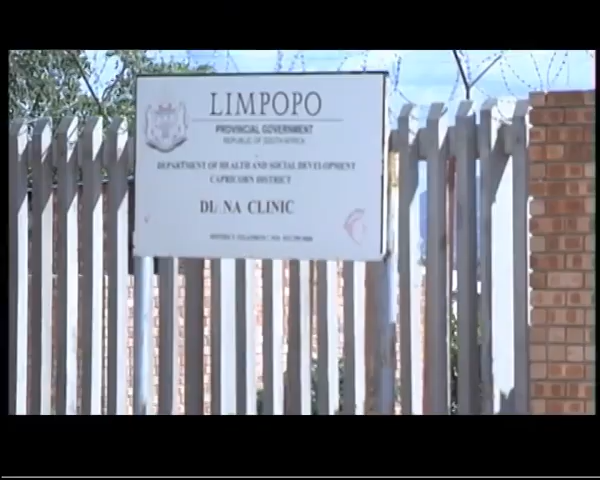 LIMPOPO
PROVINCIAL GOVERNMENT
REPUBLIC OF SOUTH AFRICA
DEPARTMENT OF HEALTH AND SOCIAL DEVELOPMENT
CAPRICORN DISTRICT
CLINIC